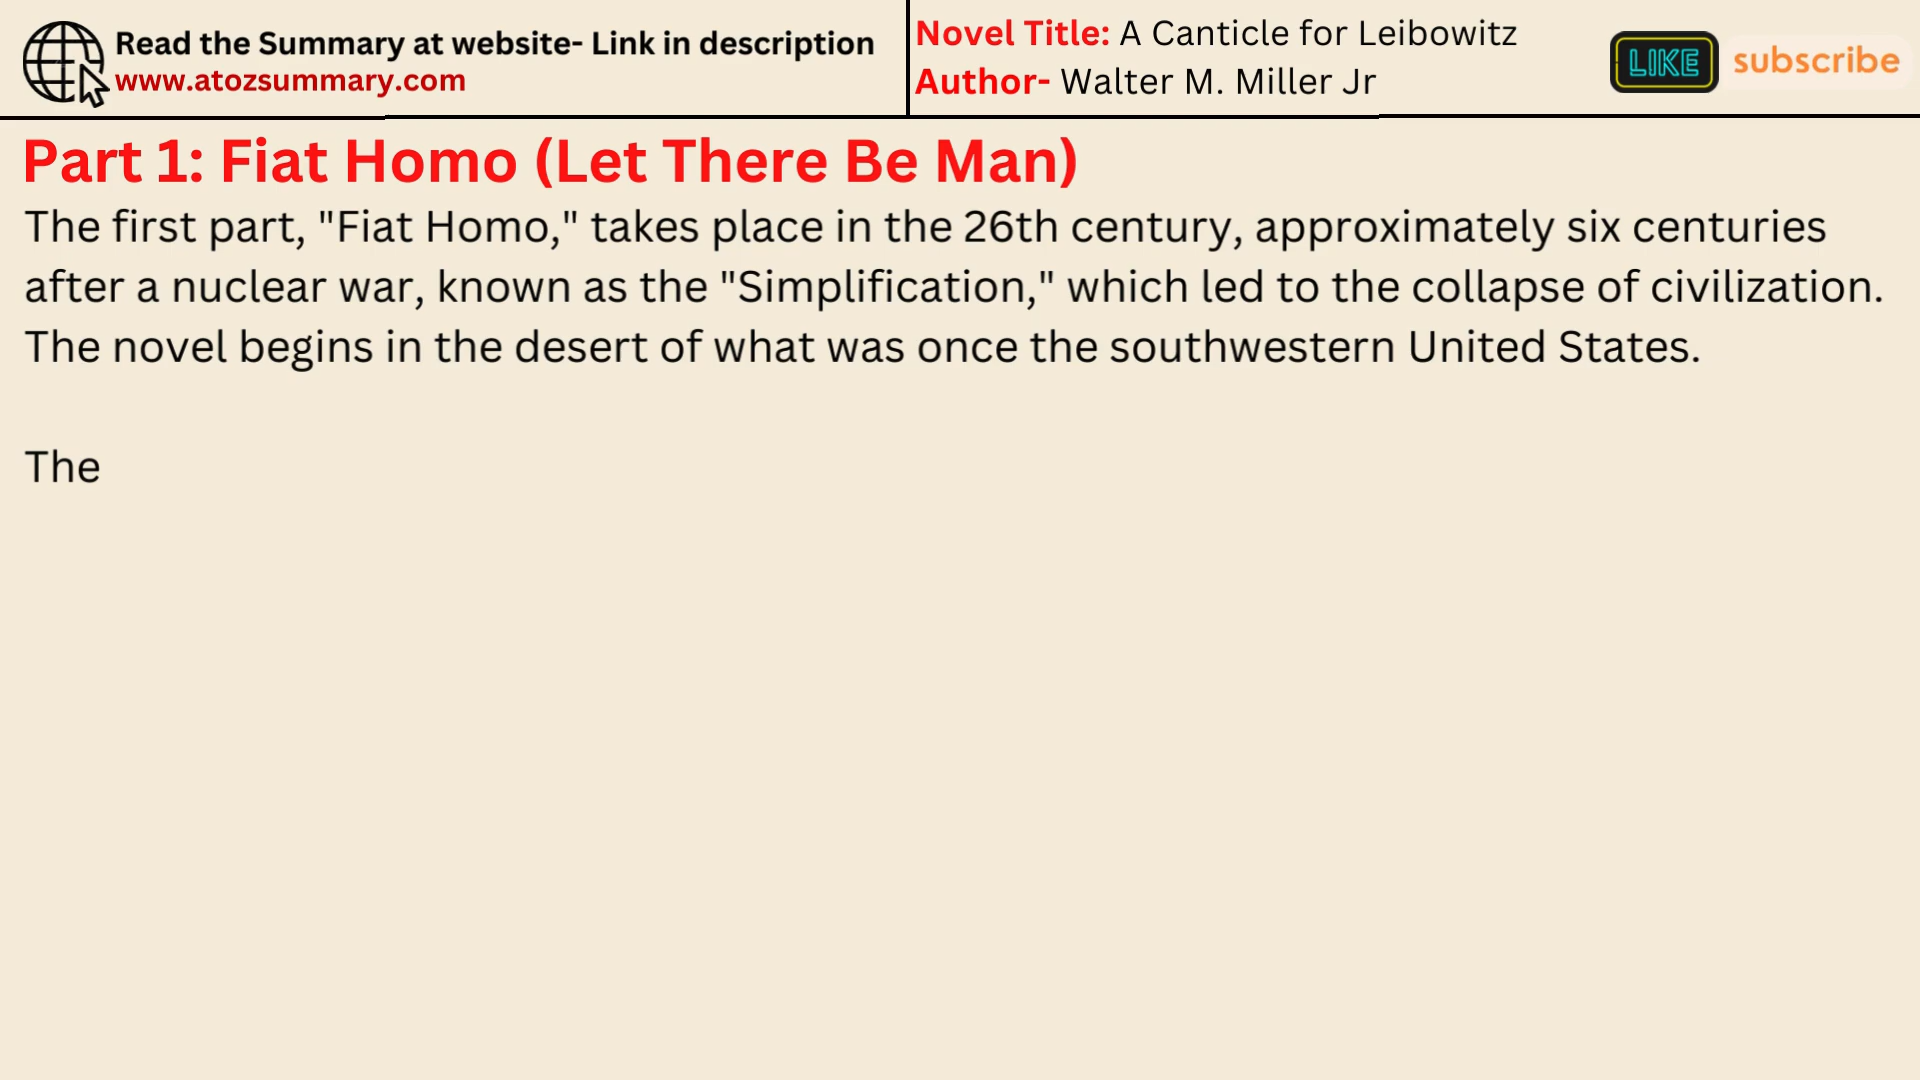 Read the Summary at website- Link in description
www.atozsummary.com
Novel Title: A Canticle for Leibowitz
Author- Walter M. Miller Jr
LIKE
subscribe
Part 1: Fiat Homo (Let There Be Man)
The first part, "Fiat Homo," takes place in the 26th century, approximately six centuries
after a nuclear war, known as the "Simplification," which led to the collapse of civilization.
The novel begins in the desert of what was once the southwestern United States.
The